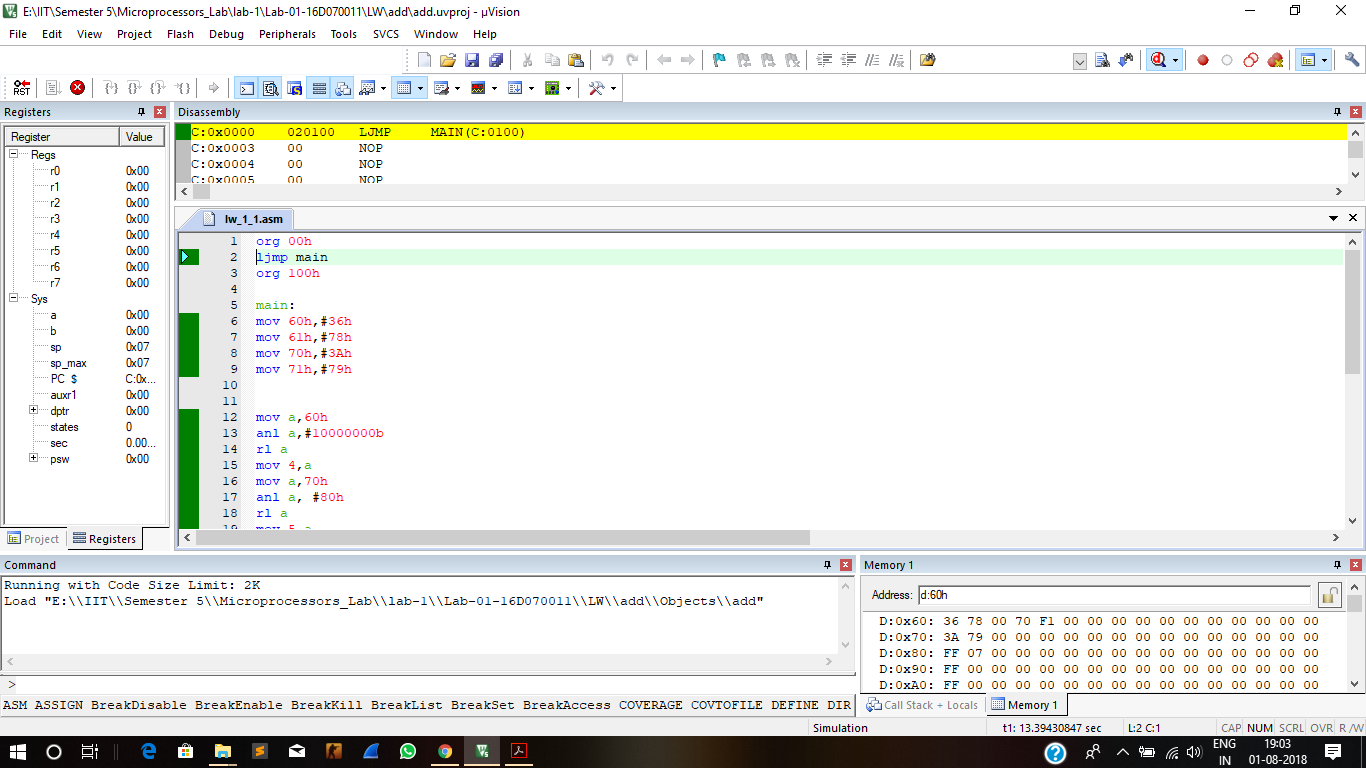 E:\IIT\Semester 5\Microprocessors_Lab\lab-1\Lab-01-16D070011\LW\add\add.uvproj - µVision
File Edit View Project Flash Debug Peripherals Tools SVCS Window Help
RST
Registers
Register Value
Regs
r0 0x00
r1 0x00
r2 0x00
r3 0x00
r4 0x00
r5 0x00
r6 0x00
r7 0x00
Sys
a 0x00
b 0x00
sp 0x07
sp_max 0x07
PC $ C:0x...
auxr1 0x00
dptr 0x00
states 0
sec 0.00...
psw 0x00
Project Registers
Disassembly
C:0x0000 020100 LJMP MAIN(C:0100)
C:0x0003 00 NOP
C:0x0004 00 NOP
C:0x0005 00 NOP
lw_1_1.asm
1 org 00h
2 ljmp main
3 org 100h
4
5 main:
6 mov 60h,#36h
7 mov 61h,#78h
8 mov 70h,#3Ah
9 mov 71h,#79h
10
11
12 mov a,60h
13 anl a,#10000000b
14 rl a
15 mov 4,a
16 mov a,70h
17 anl a, #80h
18 rl a
19 mov 5,a
Command
Running with Code Size Limit: 2K
Load "E:\\IIT\\Semester 5\\Microprocessors_Lab\\lab-1\\Lab-01-16D070011\\LW\\add\\Objects\\add"
>
ASM ASSIGN BreakDisable BreakEnable BreakKill BreakList BreakSet BreakAccess COVERAGE COVTOFILE DEFINE DIR
Memory 1
Address: d:60h
D:0x60: 36 78 00 70 F1 00 00 00 00 00 00 00 00 00 00 00
D:0x70: 3A 79 00 00 00 00 00 00 00 00 00 00 00 00 00 00
D:0x80: FF 07 00 00 00 00 00 00 00 00 00 00 00 00 00 00
D:0x90: FF 00 00 00 00 00 00 00 00 00 00 00 00 00 00 00
D:0xA0: FF 00 00 00 00 00 00 00 00 00 00 00 00 00 00 00
Call Stack + Locals Memory 1
Simulation t1: 13.39430847 sec L:2 C:1 CAP NUM SCRL OVR R/W
ENG
IN
19:03
01-08-2018